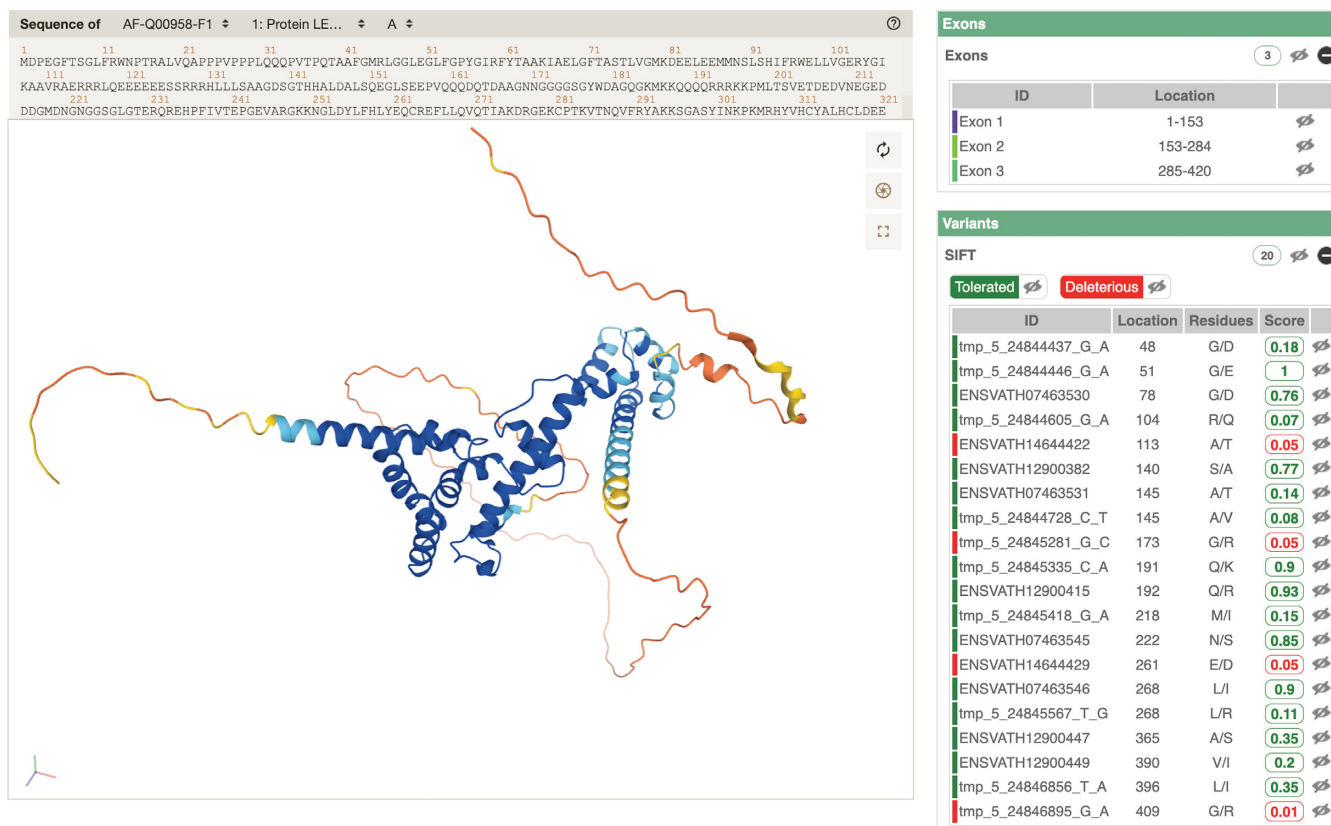 Sequence of AF-Q00958-F1 1: Protein LE... A
1 11 21 31 41 51 61 71 81 91 101
MDPEGFTSGLFRWNPTRALVQAPPPVPPPLQQQPVTPQTAAFGMRLGGLEGLFGPYGIRFYTAAKIAELGFTASTLVGMKDEELEEMMNSLSHIFRWELLVGERYGI
111 121 131 141 151 161 171 181 191 201 211
KAAVRAERRRLQEEEEEESSRRRHLLLSAAGDSGTHHALDALSQEGLSEEPVQQQDQTDAAGNNGGGGSGYWDAGQGKMKKQQQQRRRKKPMLTSVETDEDVNEGED
221 231 241 251 261 271 281 291 301 311 321
DDGMDNGNGGSGLGTERQREHPFIVTEPGEVARGKKNGLDYLFHLYEQCREFLLQVQTIAKDRGEKCPTKVTNQVFRYAKKSGASYINKPKMRHYVHCYALHCLDEE
Exons
Exons 3
ID Location
Exon 1 1-153
Exon 2 153-284
Exon 3 285-420
Variants
SIFT 20
Tolerated Deleterious
ID Location Residues Score
tmp_5_24844437_G_A 48 G/D 0.18
tmp_5_24844446_G_A 51 G/E 1
ENSVATH07463530 78 G/D 0.76
tmp_5_24844605_G_A 104 R/Q 0.07
ENSVATH14644422 113 A/T 0.05
ENSVATH12900382 140 S/A 0.77
ENSVATH07463531 145 A/T 0.14
tmp_5_24844728_C_T 145 A/V 0.08
tmp_5_24845281_G_C 173 G/R 0.05
tmp_5_24845335_C_A 191 Q/K 0.9
ENSVATH12900415 192 Q/R 0.93
tmp_5_24845418_G_A 218 M/I 0.15
ENSVATH07463545 222 N/S 0.85
ENSVATH14644429 261 E/D 0.05
ENSVATH07463546 268 L/I 0.9
tmp_5_24845567_T_G 268 L/R 0.11
ENSVATH12900447 365 A/S 0.35
ENSVATH12900449 390 V/I 0.2
tmp_5_24846856_T_A 396 L/I 0.35
tmp_5_24846895_G_A 409 G/R 0.01